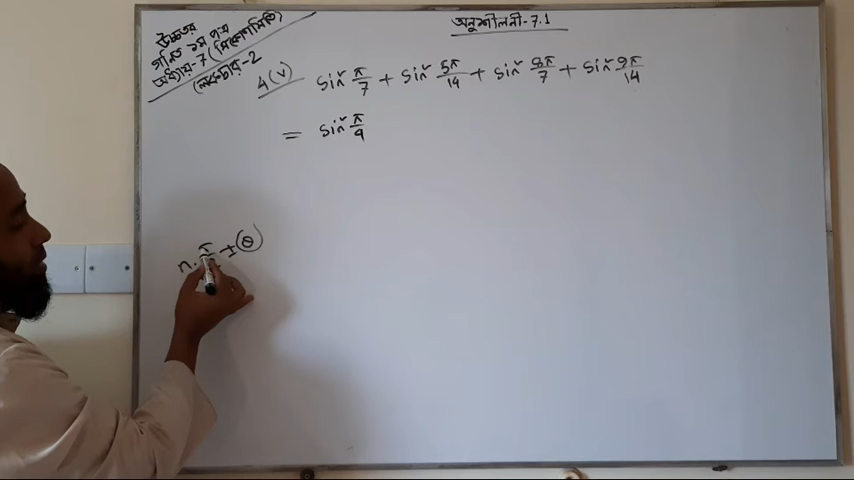 অনুশীলনী-7.1
উচ্চতর
গণিত ১ম পত্র
অধ্যায়-7 (ত্রিকোণমিতি)
(লেকচার-2
4(v) sin² π/7 + sin² 5π/14 + sin² 8π/7 + sin² 9π/14
= sin² π/9
n. π/2 ± θ